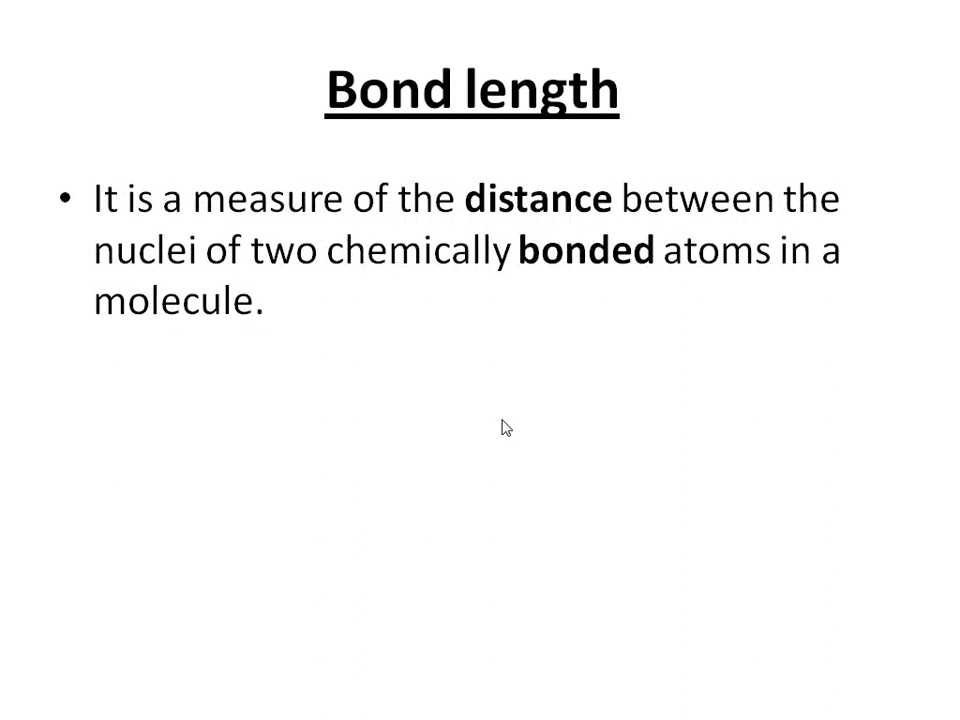 Bond length
• It is a measure of the distance between the
nuclei of two chemically bonded atoms in a
molecule.